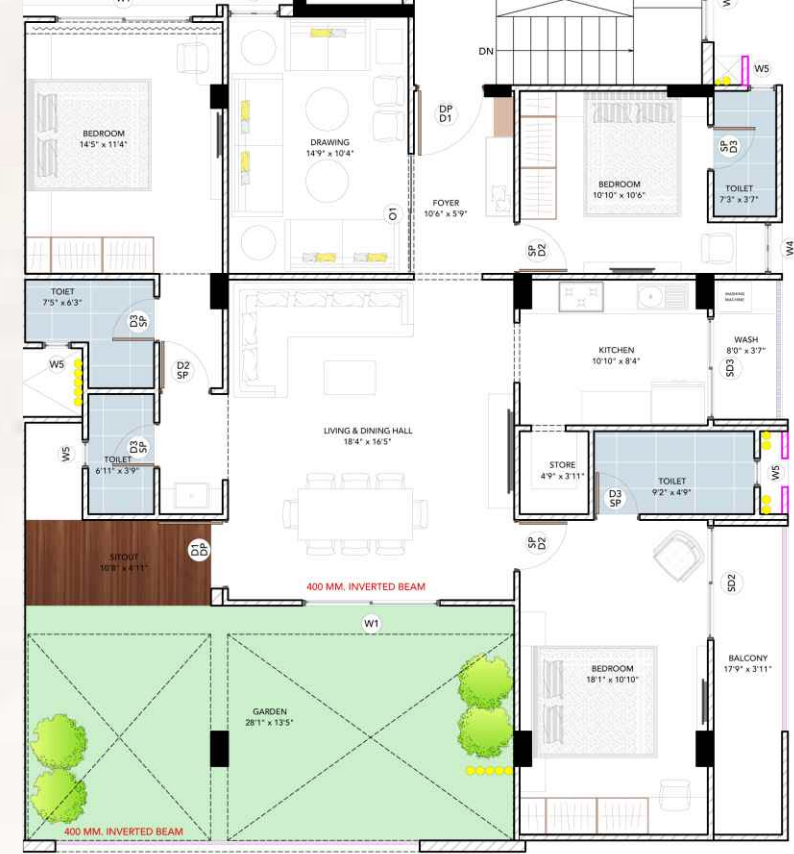 DN
W5
BEDROOM
14'5" x 11'4"
DRAWING
14'9" x 10'4"
DP
D1
SP
D3
BEDROOM
10'10" x 10'6"
TOILET
7'3" x 3'7"
FOYER
10'6" x 5'9"
O1
SP
D2
W4
TOIET
7'5" x 6'3"
D3
SP
WASHING
MACHINE
W5
D2
SP
KITCHEN
10'10" x 8'4"
WASH
8'0" x 3'7"
SD3
LIVING & DINING HALL
18'4" x 16'5"
D3
SP
W5
TOILET
6'11" x 3'9"
STORE
4'9" x 3'11"
TOILET
9'2" x 4'9"
W5
D3
SP
SITOUT
10'8" x 4'11"
D1
DP
SP
D2
400 MM. INVERTED BEAM
SD2
W1
GARDEN
28'1" x 13'5"
BEDROOM
18'1" x 10'10"
BALCONY
17'9" x 3'11"
400 MM. INVERTED BEAM